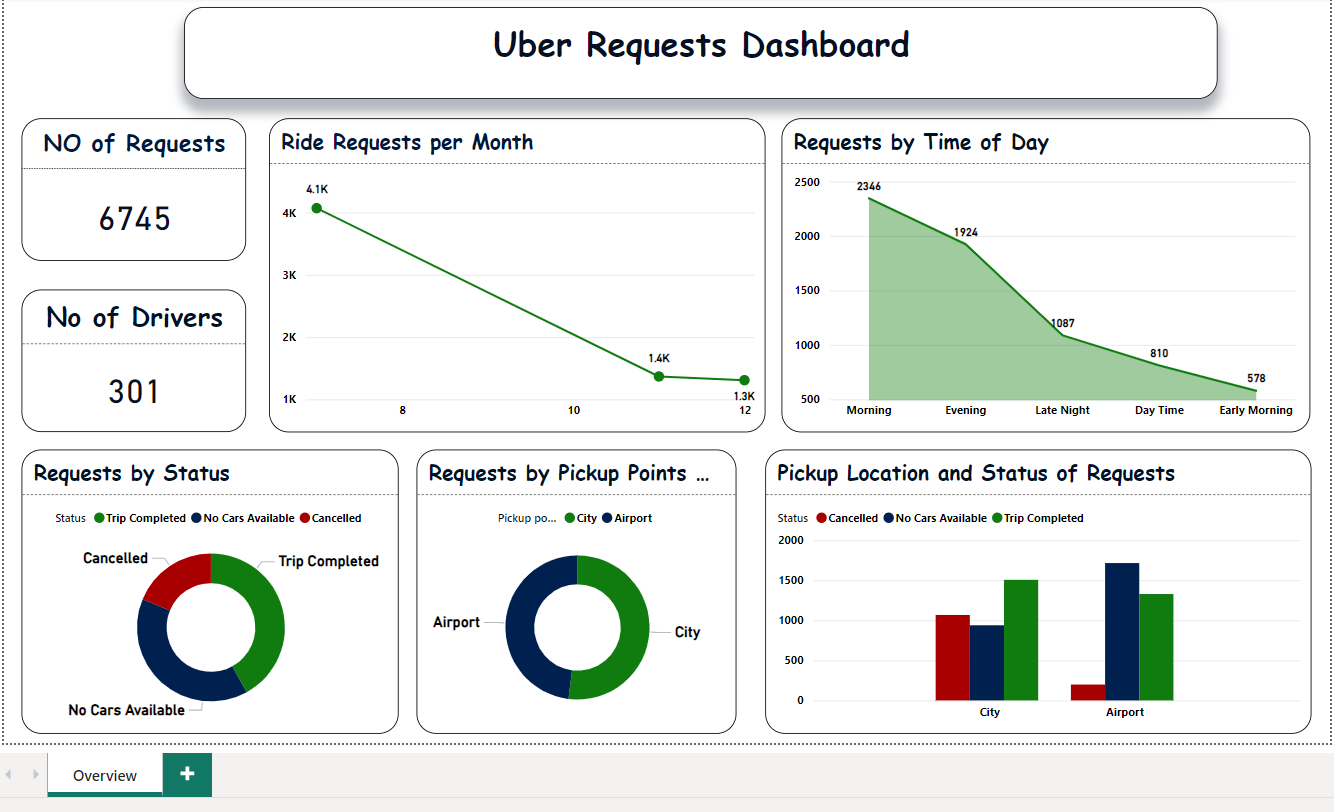 Uber Requests Dashboard
NO of Requests
6745
No of Drivers
301
Ride Requests per Month
4.1K
4K
3K
2K
1.4K
1.3K
1K
8 10 12
Requests by Time of Day
2500
2346
2000
1924
1500
1087
1000
810
578
500
Morning Evening Late Night Day Time Early Morning
Requests by Status
Status Trip Completed No Cars Available Cancelled
Cancelled
Trip Completed
No Cars Available
Requests by Pickup Points ...
Pickup po... City Airport
Airport
City
Pickup Location and Status of Requests
Status Cancelled No Cars Available Trip Completed
2000
1500
1000
500
0
City Airport
Overview
+